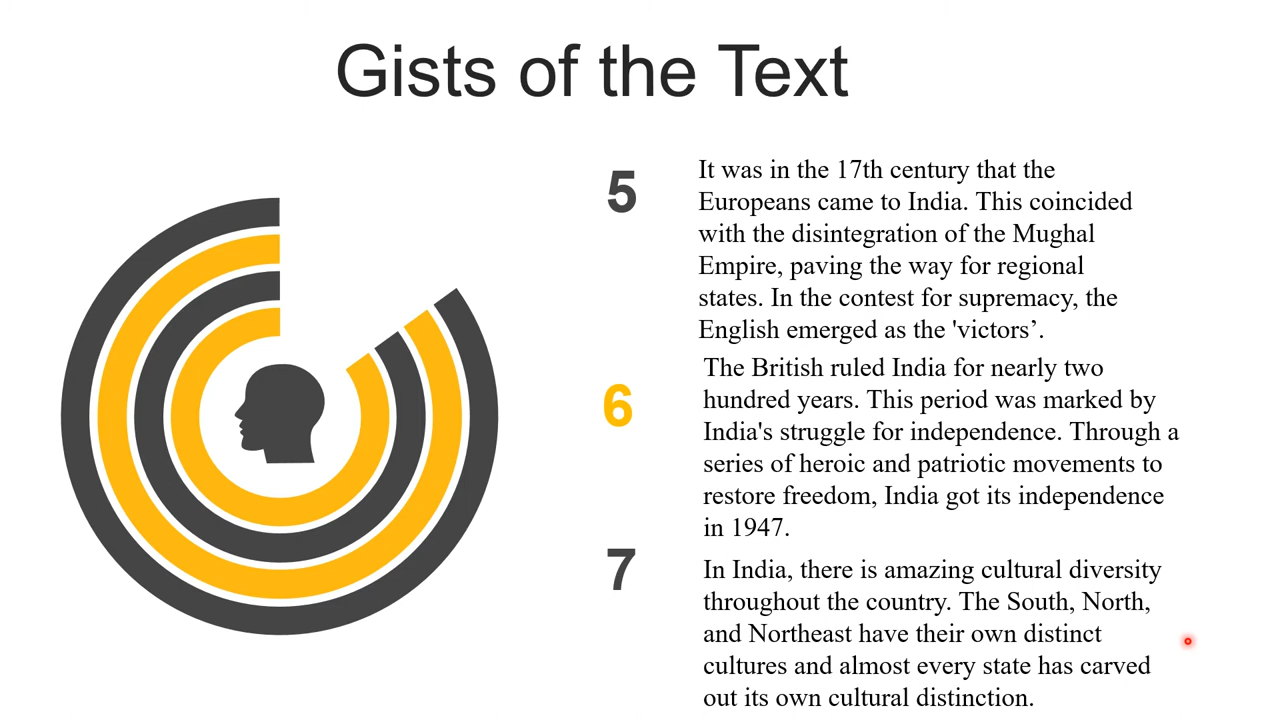 Gists of the Text
5
It was in the 17th century that the
Europeans came to India. This coincided
with the disintegration of the Mughal
Empire, paving the way for regional
states. In the contest for supremacy, the
English emerged as the 'victors’.
6
The British ruled India for nearly two
hundred years. This period was marked by
India's struggle for independence. Through a
series of heroic and patriotic movements to
restore freedom, India got its independence
in 1947.
7
In India, there is amazing cultural diversity
throughout the country. The South, North,
and Northeast have their own distinct
cultures and almost every state has carved
out its own cultural distinction.